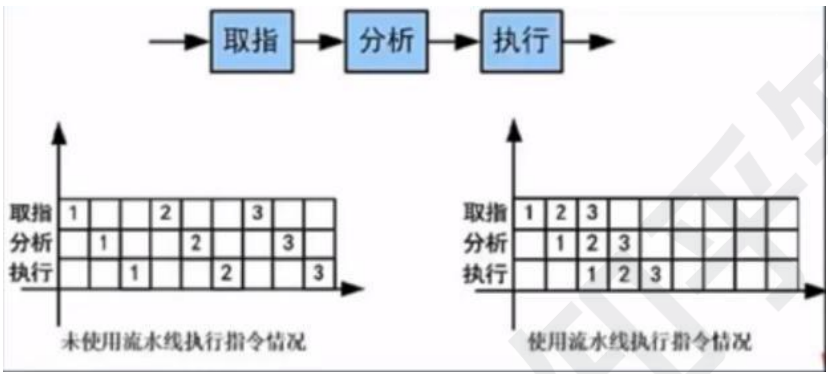 取指 分析 执行
取指 1 2 3
分析 1 2 3
执行 1 2 3
未使用流水线执行指令情况
取指 1 2 3
分析 1 2 3
执行 1 2 3
使用流水线执行指令情况